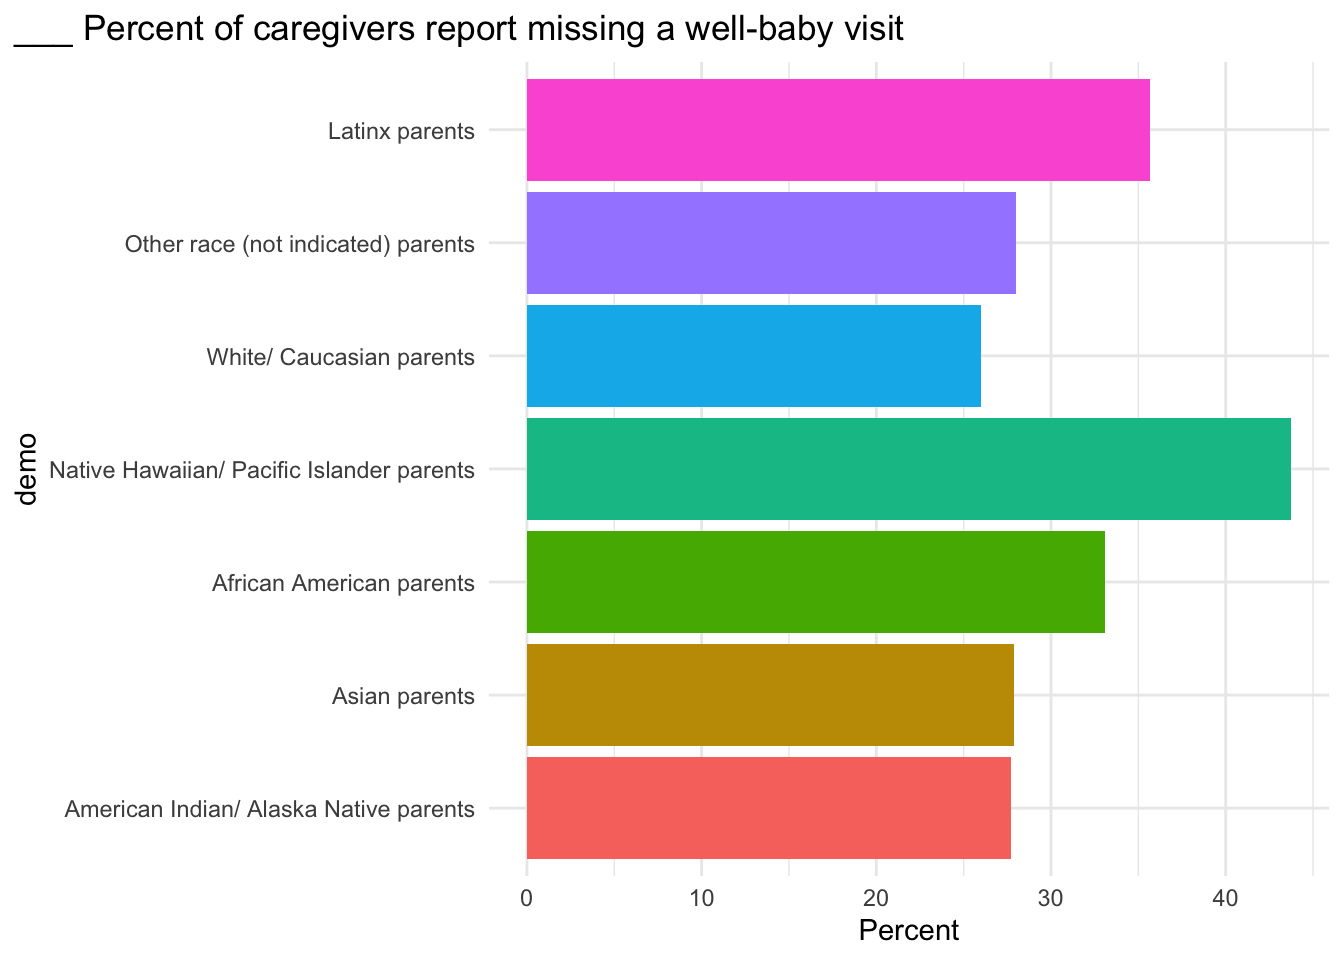 ___ Percent of caregivers report missing a well-baby visit
Latinx parents
Other race (not indicated) parents
White/ Caucasian parents
Native Hawaiian/ Pacific Islander parents
African American parents
Asian parents
American Indian/ Alaska Native parents
demo
0 10 20 30 40
Percent